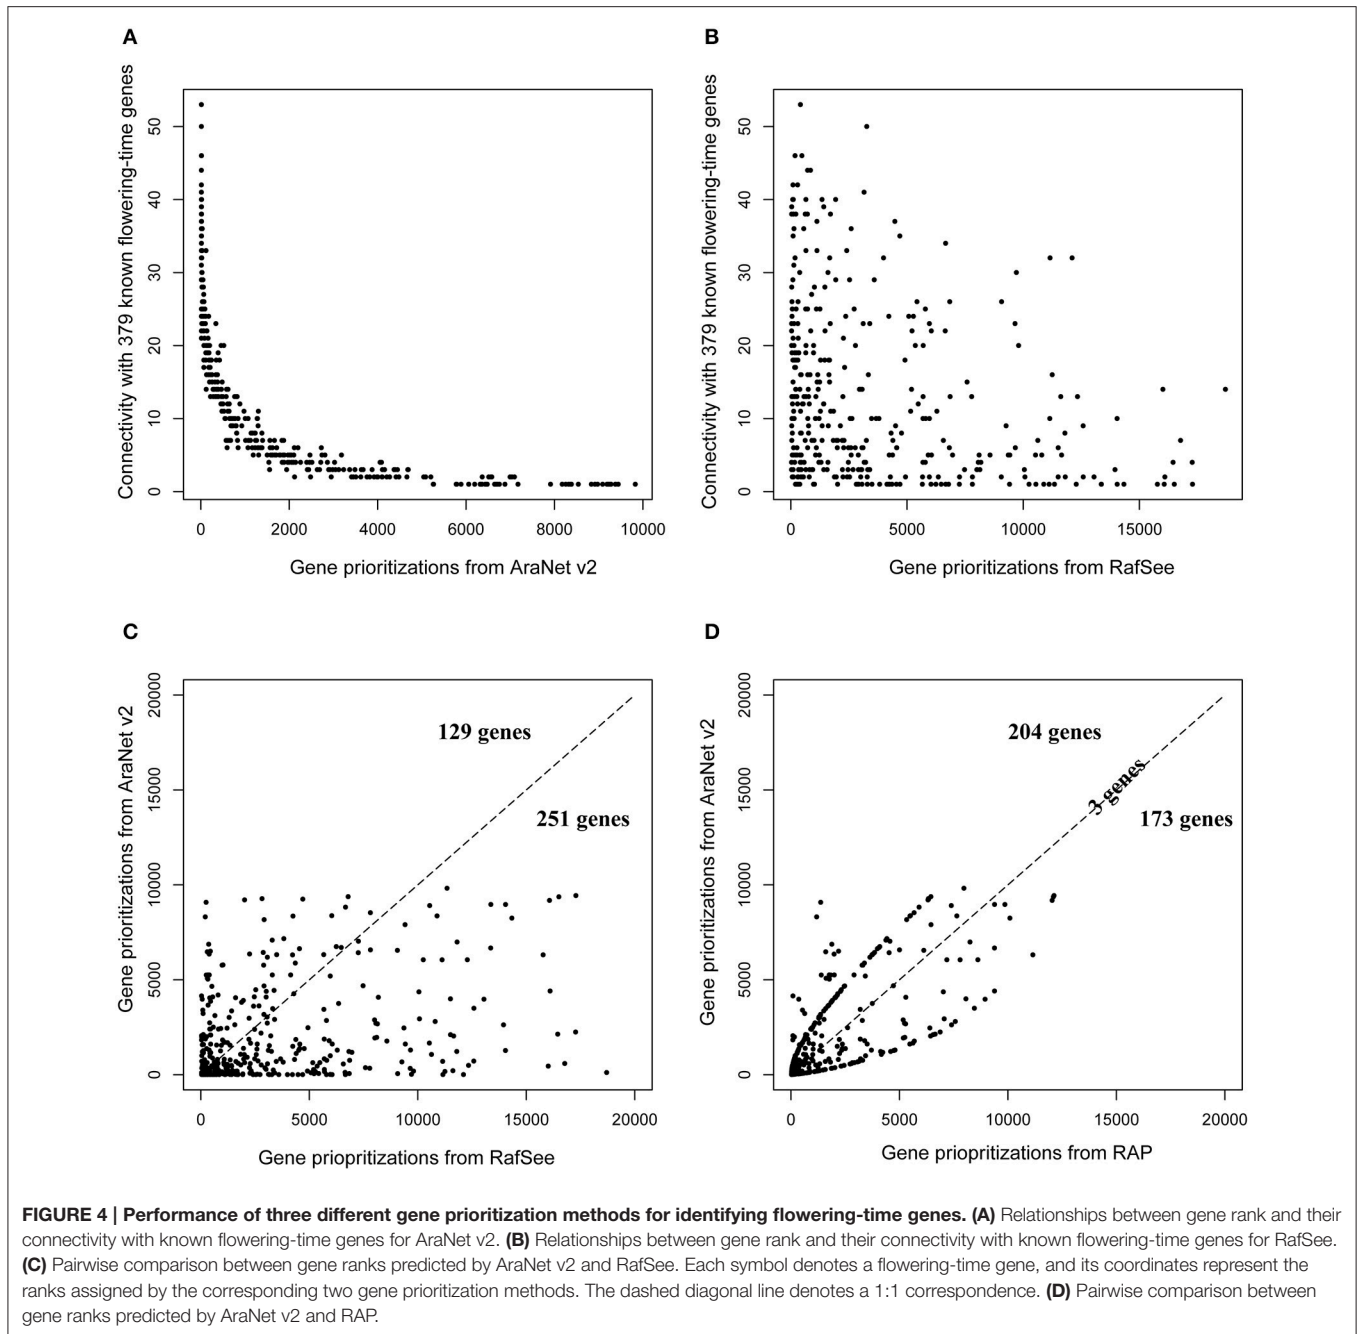 A
Connectivity with 379 known flowering-time genes
50
40
30
20
10
0
0 2000 4000 6000 8000 10000
Gene prioritizations from AraNet v2
B
Connectivity with 379 known flowering-time genes
50
40
30
20
10
0
0 5000 10000 15000
Gene prioritizations from RafSee
C
Gene prioritizations from AraNet v2
20000
15000
10000
5000
0
129 genes
251 genes
0 5000 10000 15000 20000
Gene priopritizations from RafSee
D
Gene prioritizations from AraNet v2
20000
15000
10000
5000
0
204 genes
3 genes
173 genes
0 5000 10000 15000 20000
Gene priopritizations from RAP
FIGURE 4 | Performance of three different gene prioritization methods for identifying flowering-time genes. (A) Relationships between gene rank and their
connectivity with known flowering-time genes for AraNet v2. (B) Relationships between gene rank and their connectivity with known flowering-time genes for RafSee.
(C) Pairwise comparison between gene ranks predicted by AraNet v2 and RafSee. Each symbol denotes a flowering-time gene, and its coordinates represent the
ranks assigned by the corresponding two gene prioritization methods. The dashed diagonal line denotes a 1:1 correspondence. (D) Pairwise comparison between
gene ranks predicted by AraNet v2 and RAP.